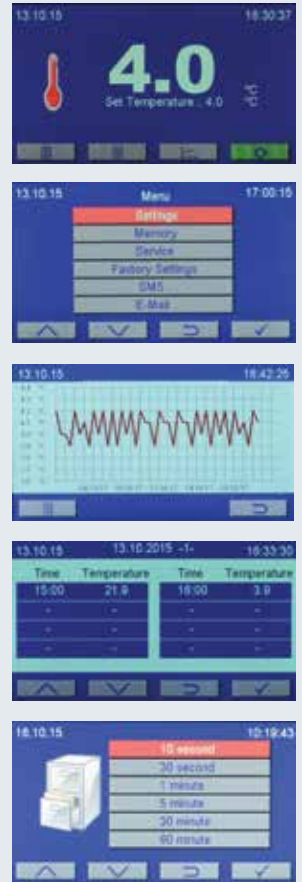 13.10.15 16:30:37
4.0
Set Temperature : 4.0
13.10.15 Menu 17:00:15
Settings
Memory
Service
Factory Settings
SMS
E-Mail
13.10.15 16:42:25
13.10.15 13.10.2015 -1- 16:33:30
Time Temperature Time Temperature
15:00 21.9 16:00 3.9
- - - -
- - - -
- - - -
16.10.15 10:19:43
10 second
30 second
1 minute
5 minute
30 minute
60 minute